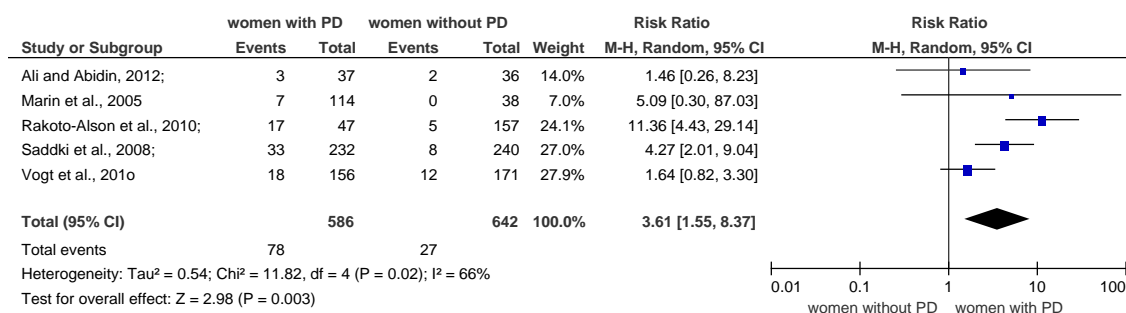 women with PD women without PD Risk Ratio Risk Ratio
Study or Subgroup Events Total Events Total Weight M-H, Random, 95% CI M-H, Random, 95% CI
Ali and Abidin, 2012; 3 37 2 36 14.0% 1.46 [0.26, 8.23]
Marin et al., 2005 7 114 0 38 7.0% 5.09 [0.30, 87.03]
Rakoto-Alson et al., 2010; 17 47 5 157 24.1% 11.36 [4.43, 29.14]
Saddki et al., 2008; 33 232 8 240 27.0% 4.27 [2.01, 9.04]
Vogt et al., 201o 18 156 12 171 27.9% 1.64 [0.82, 3.30]
Total (95% CI) 586 642 100.0% 3.61 [1.55, 8.37]
Total events 78 27
Heterogeneity: Tau² = 0.54; Chi² = 11.82, df = 4 (P = 0.02); I² = 66%
Test for overall effect: Z = 2.98 (P = 0.003)
0.01 0.1 1 10 100
women without PD women with PD